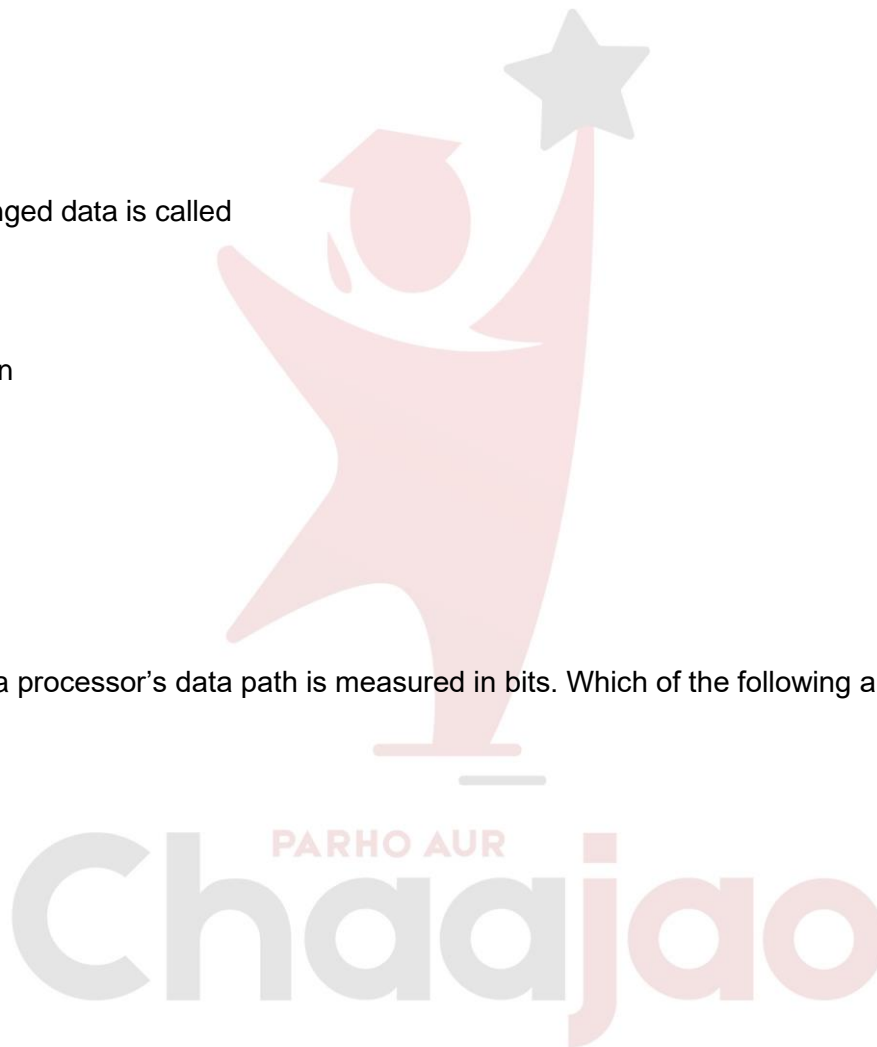 nged data is called
n
a processor’s data path is measured in bits. Which of the following a
PARHO AUR
Chaajao